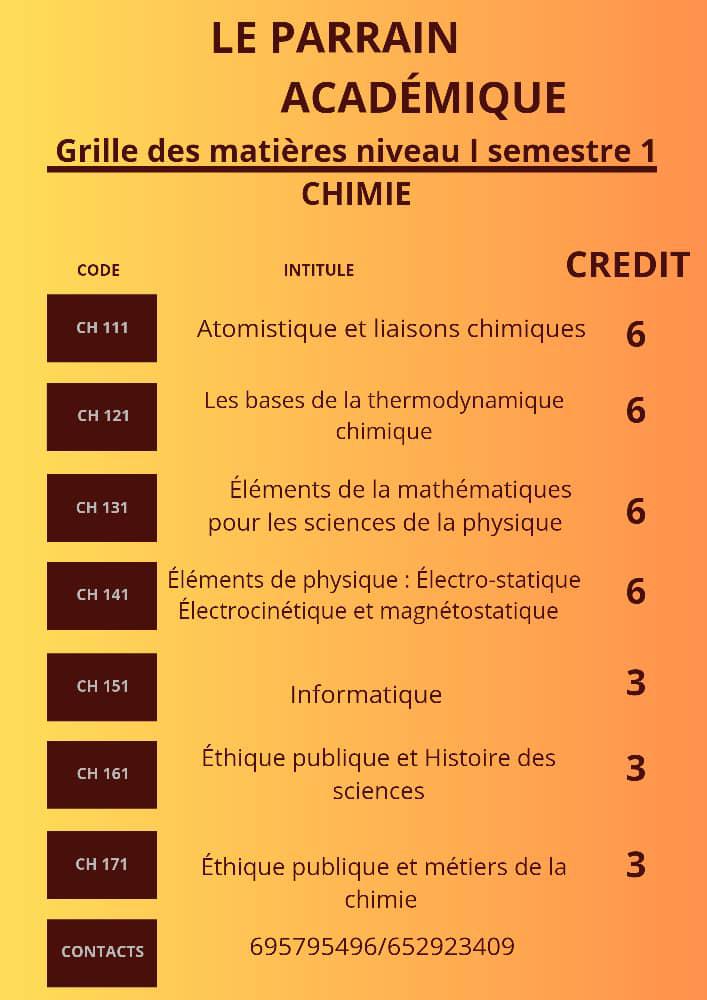 LE PARRAIN
ACADÉMIQUE
Grille des matières niveau I semestre 1
CHIMIE
CODE INTITULE CREDIT
CH 111 Atomistique et liaisons chimiques 6
CH 121 Les bases de la thermodynamique
chimique 6
CH 131 Éléments de la mathématiques
pour les sciences de la physique 6
CH 141 Éléments de physique : Électro-statique
Électrocinétique et magnétostatique 6
CH 151 Informatique 3
CH 161 Éthique publique et Histoire des
sciences 3
CH 171 Éthique publique et métiers de la
chimie 3
CONTACTS 695795496/652923409